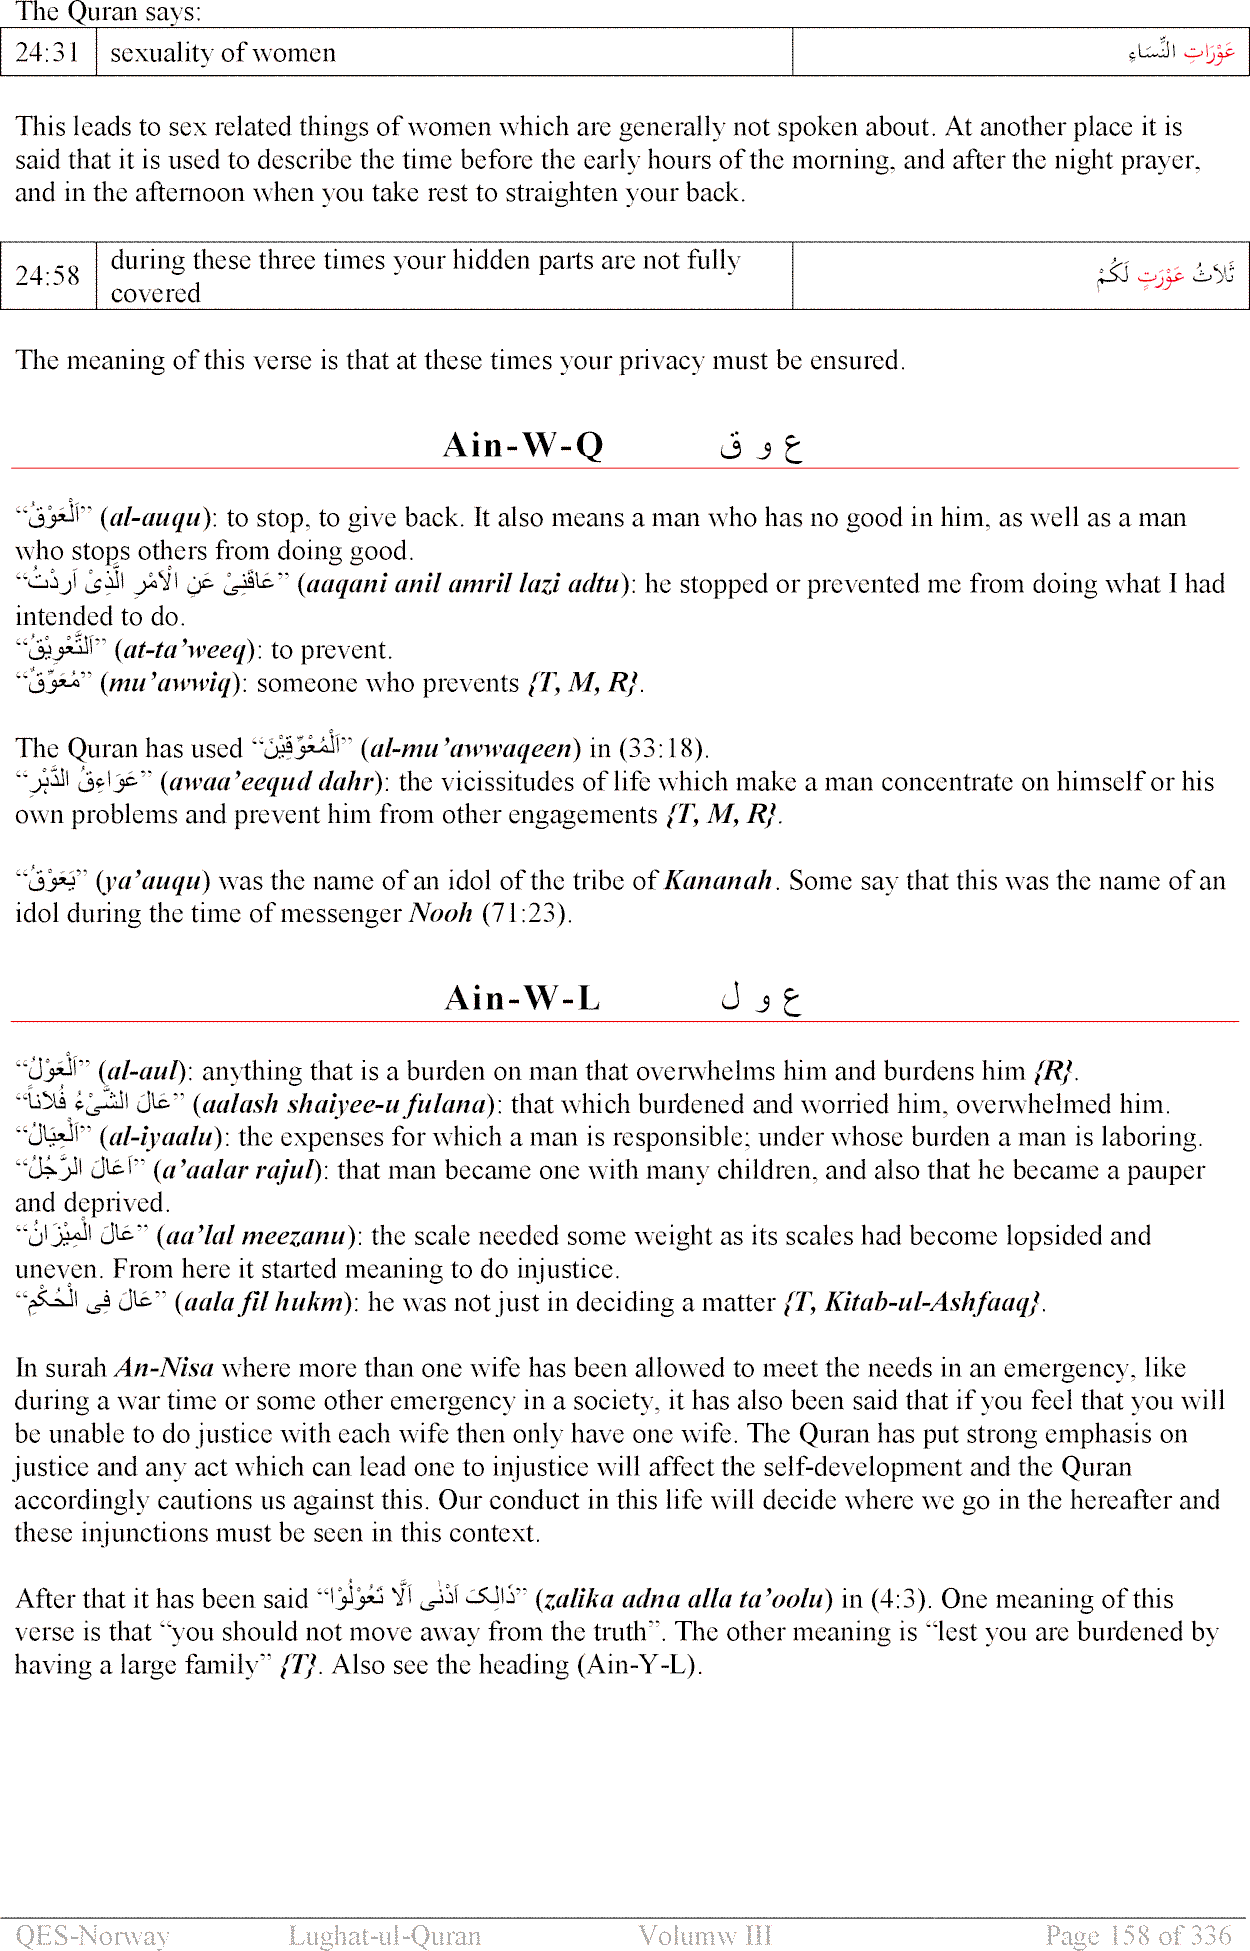 The Quran says:
24:31 sexuality of women عَوْرَاتِ النِّسَاءِ
This leads to sex related things of women which are generally not spoken about. At another place it is
said that it is used to describe the time before the early hours of the morning, and after the night prayer,
and in the afternoon when you take rest to straighten your back.
24:58 during these three times your hidden parts are not fully
covered ثَلاَثُ عَوْرَتٍ لَكُمْ
The meaning of this verse is that at these times your privacy must be ensured.
Ain-W-Q ع و ق
“اَلْعَوْقُ” (al-auqu): to stop, to give back. It also means a man who has no good in him, as well as a man
who stops others from doing good.
“عَاقَنِیْ عَنِ الْاَمْرِ الَّذِیْ اَرِدْتُ” (aaqani anil amril lazi adtu): he stopped or prevented me from doing what I had
intended to do.
“اَلتَّعْوِيْقُ” (at-ta’weeq): to prevent.
“مُعَوِّقٌ” (mu’awwiq): someone who prevents {T, M, R}.
The Quran has used “اَلْمُعْوِّقِيْنَ” (al-mu’awwaqeen) in (33:18).
“عَوَاءِقُ الدَّہْرِ” (awaa’eequd dahr): the vicissitudes of life which make a man concentrate on himself or his
own problems and prevent him from other engagements {T, M, R}.
“يَعَوْقُ” (ya’auqu) was the name of an idol of the tribe of Kananah. Some say that this was the name of an
idol during the time of messenger Nooh (71:23).
Ain-W-L ع و ل
“اَلْعَوْلُ” (al-aul): anything that is a burden on man that overwhelms him and burdens him {R}.
“عَالَ الشَّیْءُ فُلَاناً” (aalash shaiyee-u fulana): that which burdened and worried him, overwhelmed him.
“اَلْعِيَالُ” (al-iyaalu): the expenses for which a man is responsible; under whose burden a man is laboring.
“اَعَالَ الرَّجُلُ” (a’aalar rajul): that man became one with many children, and also that he became a pauper
and deprived.
“عَالَ الْمِيْزَانُ” (aa’lal meezanu): the scale needed some weight as its scales had become lopsided and
uneven. From here it started meaning to do injustice.
“عَالَ فِی الْحُكْمِ” (aala fil hukm): he was not just in deciding a matter {T, Kitab-ul-Ashfaaq}.
In surah An-Nisa where more than one wife has been allowed to meet the needs in an emergency, like
during a war time or some other emergency in a society, it has also been said that if you feel that you will
be unable to do justice with each wife then only have one wife. The Quran has put strong emphasis on
justice and any act which can lead one to injustice will affect the self-development and the Quran
accordingly cautions us against this. Our conduct in this life will decide where we go in the hereafter and
these injunctions must be seen in this context.
After that it has been said “ذَالِکَ اَدْنٰی اَلَّا تَعُوْلُوْا” (zalika adna alla ta’oolu) in (4:3). One meaning of this
verse is that “you should not move away from the truth”. The other meaning is “lest you are burdened by
having a large family” {T}. Also see the heading (Ain-Y-L).
QES-Norway Lughat-ul-Quran Volumw III Page 158 of 336